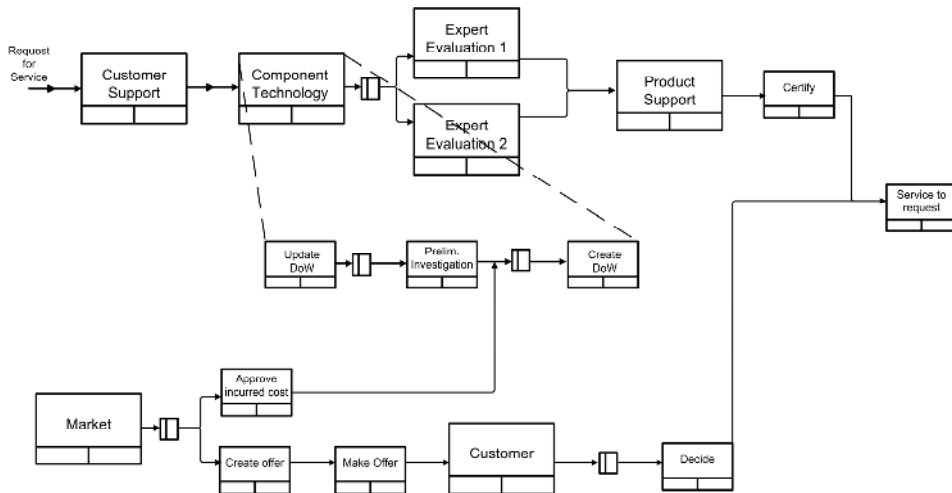 Request
for
Service
Customer
Support
Component
Technology
Expert
Evaluation 1
Expert
Evaluation 2
Product
Support
Certify
Service to
request
Update
DoW
Prelim.
Investigation
Create
DoW
Approve
incurred cost
Market
Create offer
Make Offer
Customer
Decide